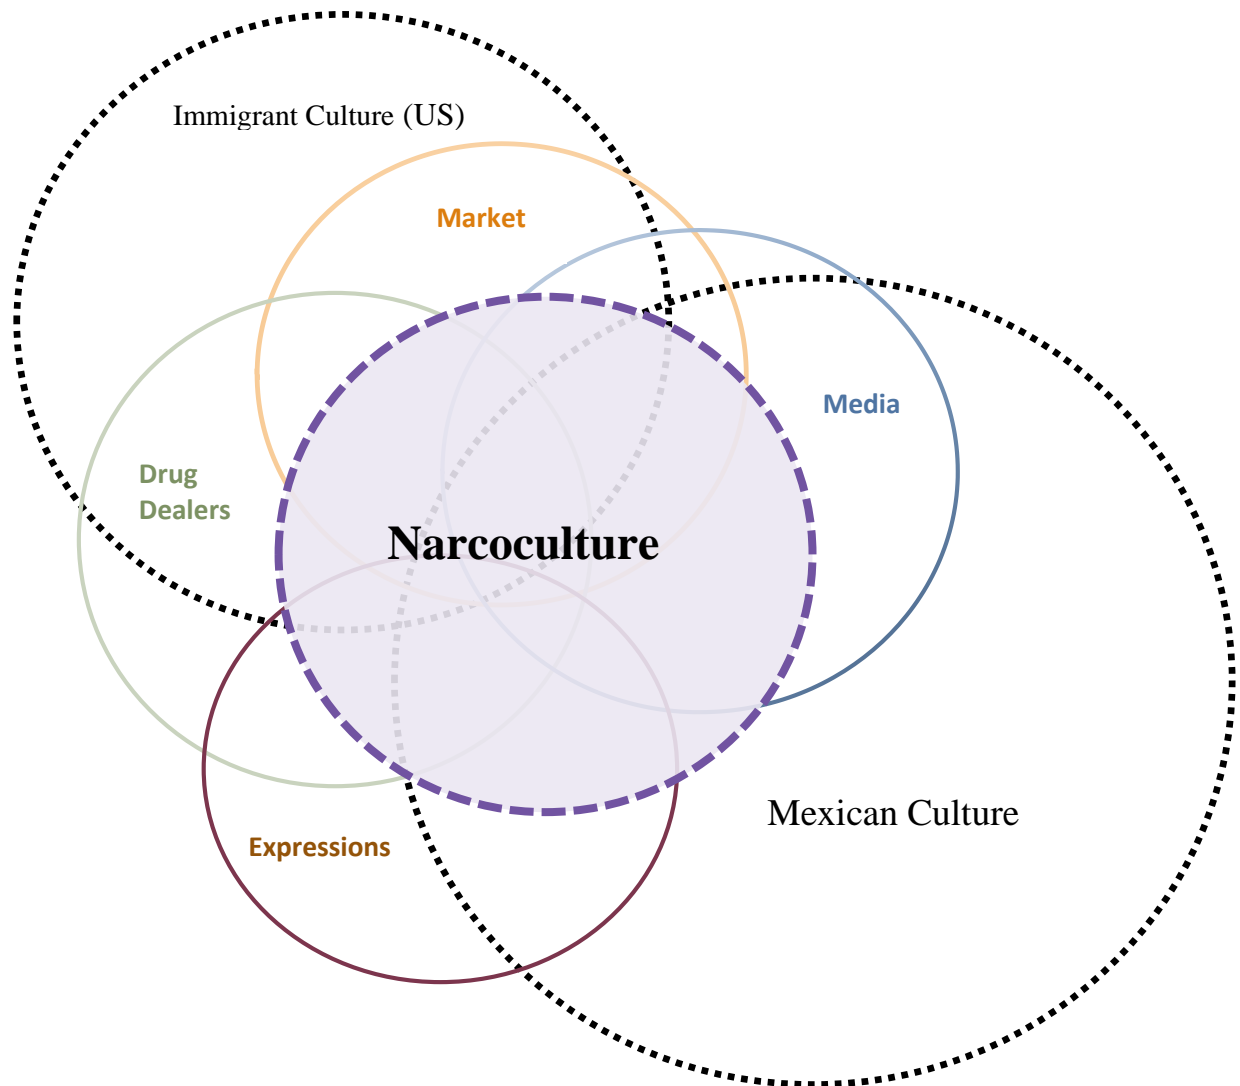 Immigrant Culture (US)
Market
Media
Drug
Dealers
Narcoculture
Mexican Culture
Expressions